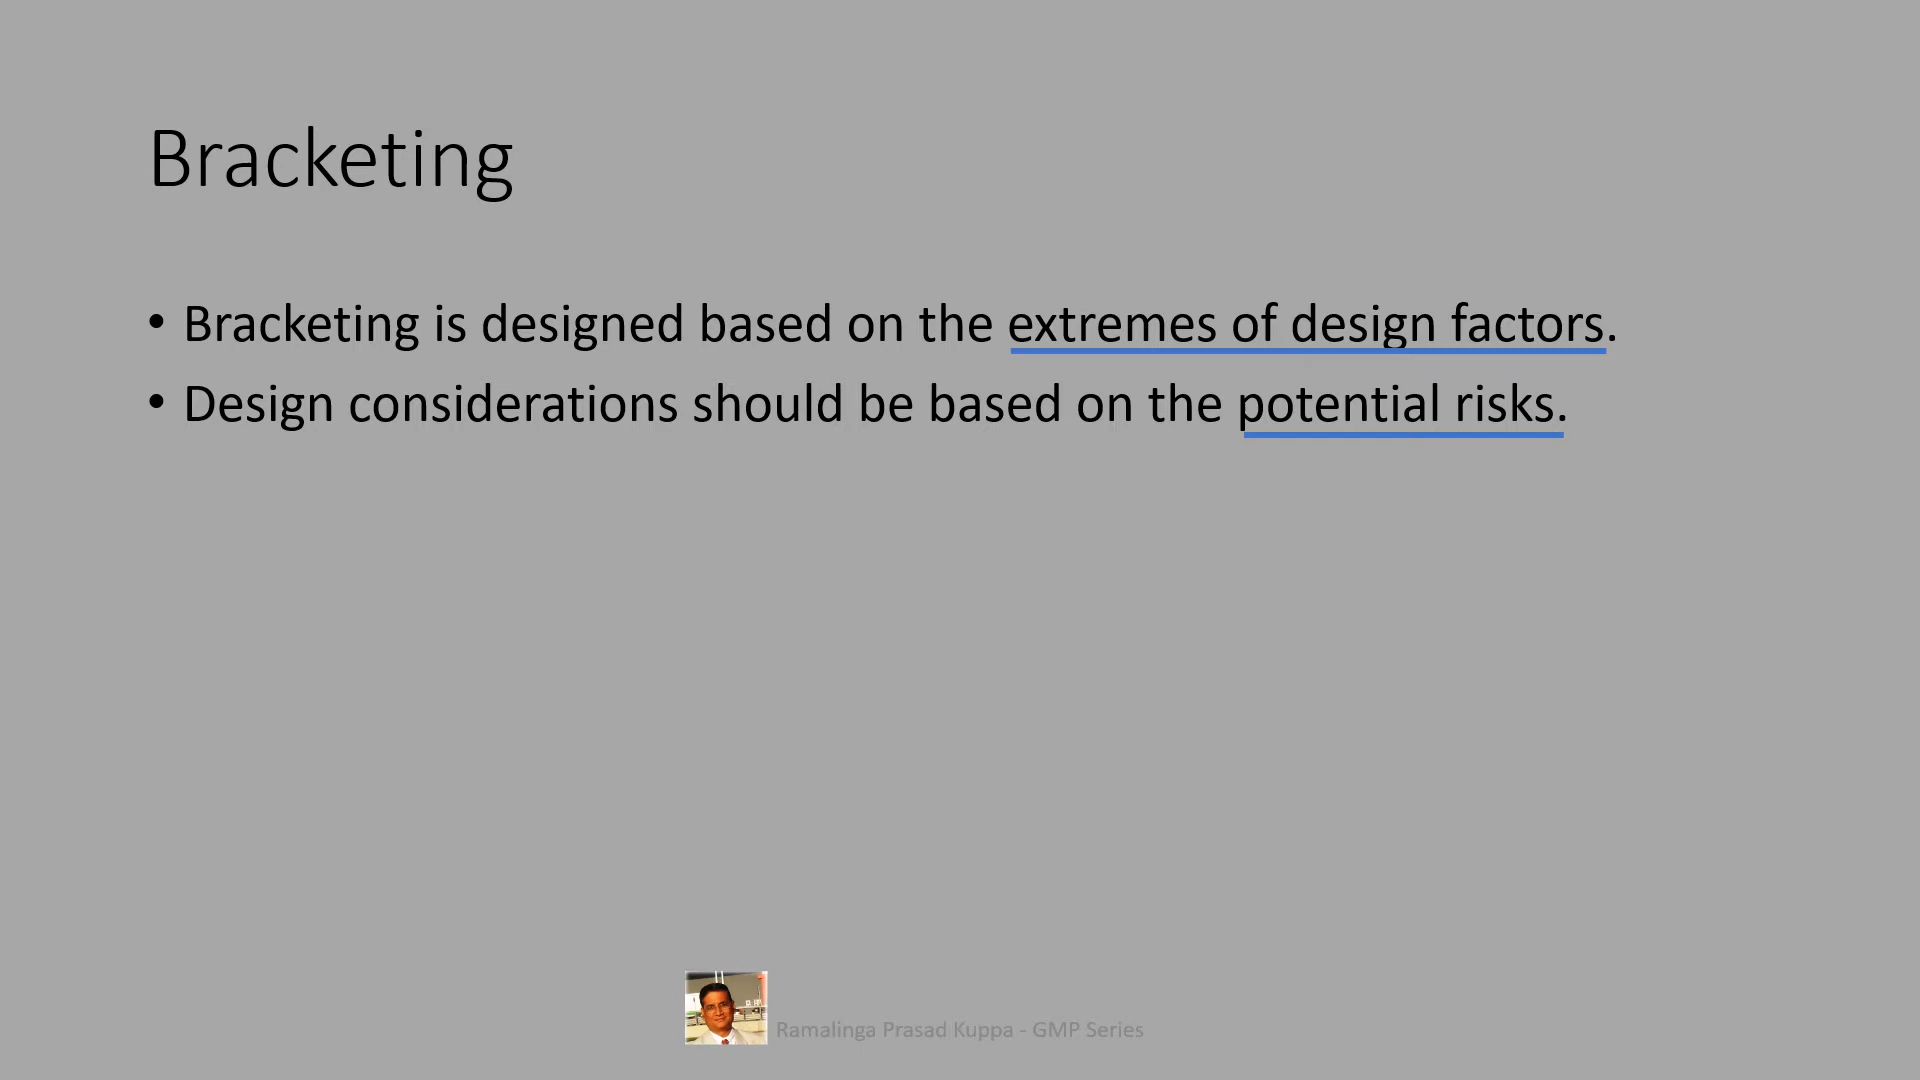 Bracketing
• Bracketing is designed based on the extremes of design factors.
• Design considerations should be based on the potential risks.
Ramalinga Prasad Kuppa - GMP Series